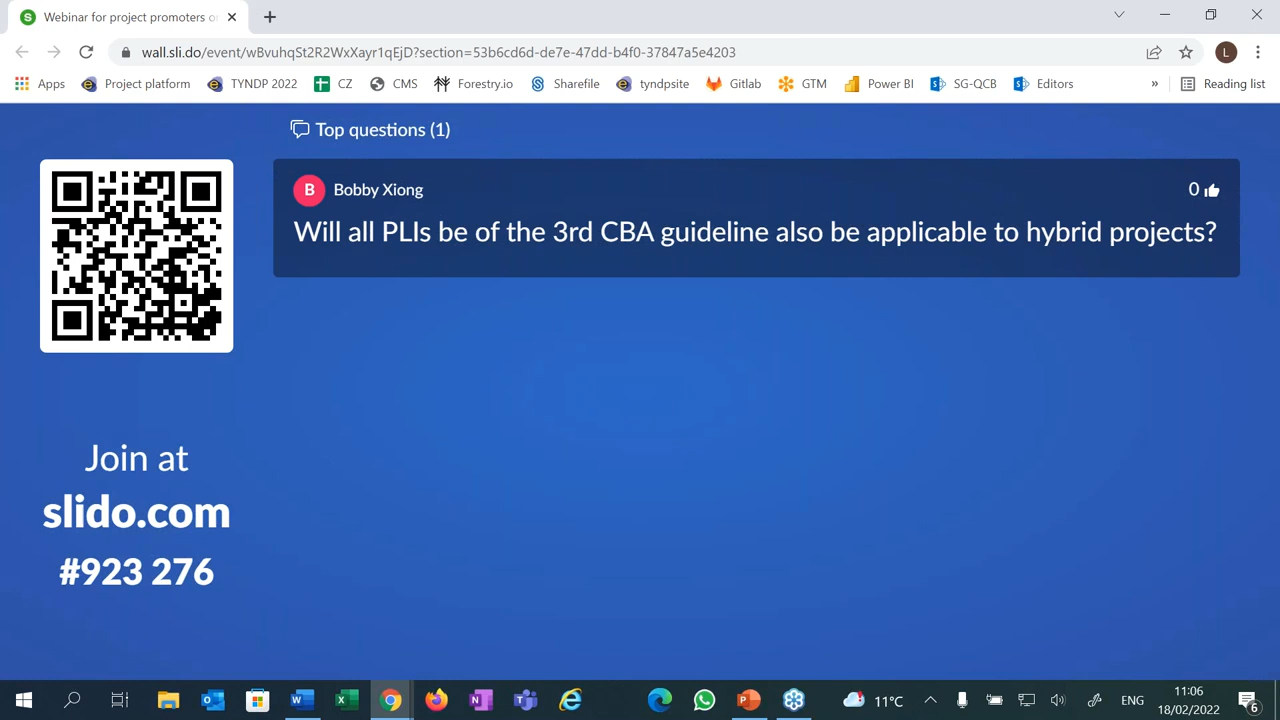 Webinar for project promoters o
wall.sli.do/event/wBvuhqSt2R2WxXayr1qEjD?section=53b6cd6d-de7e-47dd-b4f0-37847a5e4203
L
Apps Project platform TYNDP 2022 CZ CMS Forestry.io Sharefile tyndpsite Gitlab GTM Power BI SG-QCB Editors » Reading list
Top questions (1)
B Bobby Xiong 0
Will all PLIs be of the 3rd CBA guideline also be applicable to hybrid projects?
Join at
slido.com
#923 276
11°C ENG 11:06
18/02/2022 6